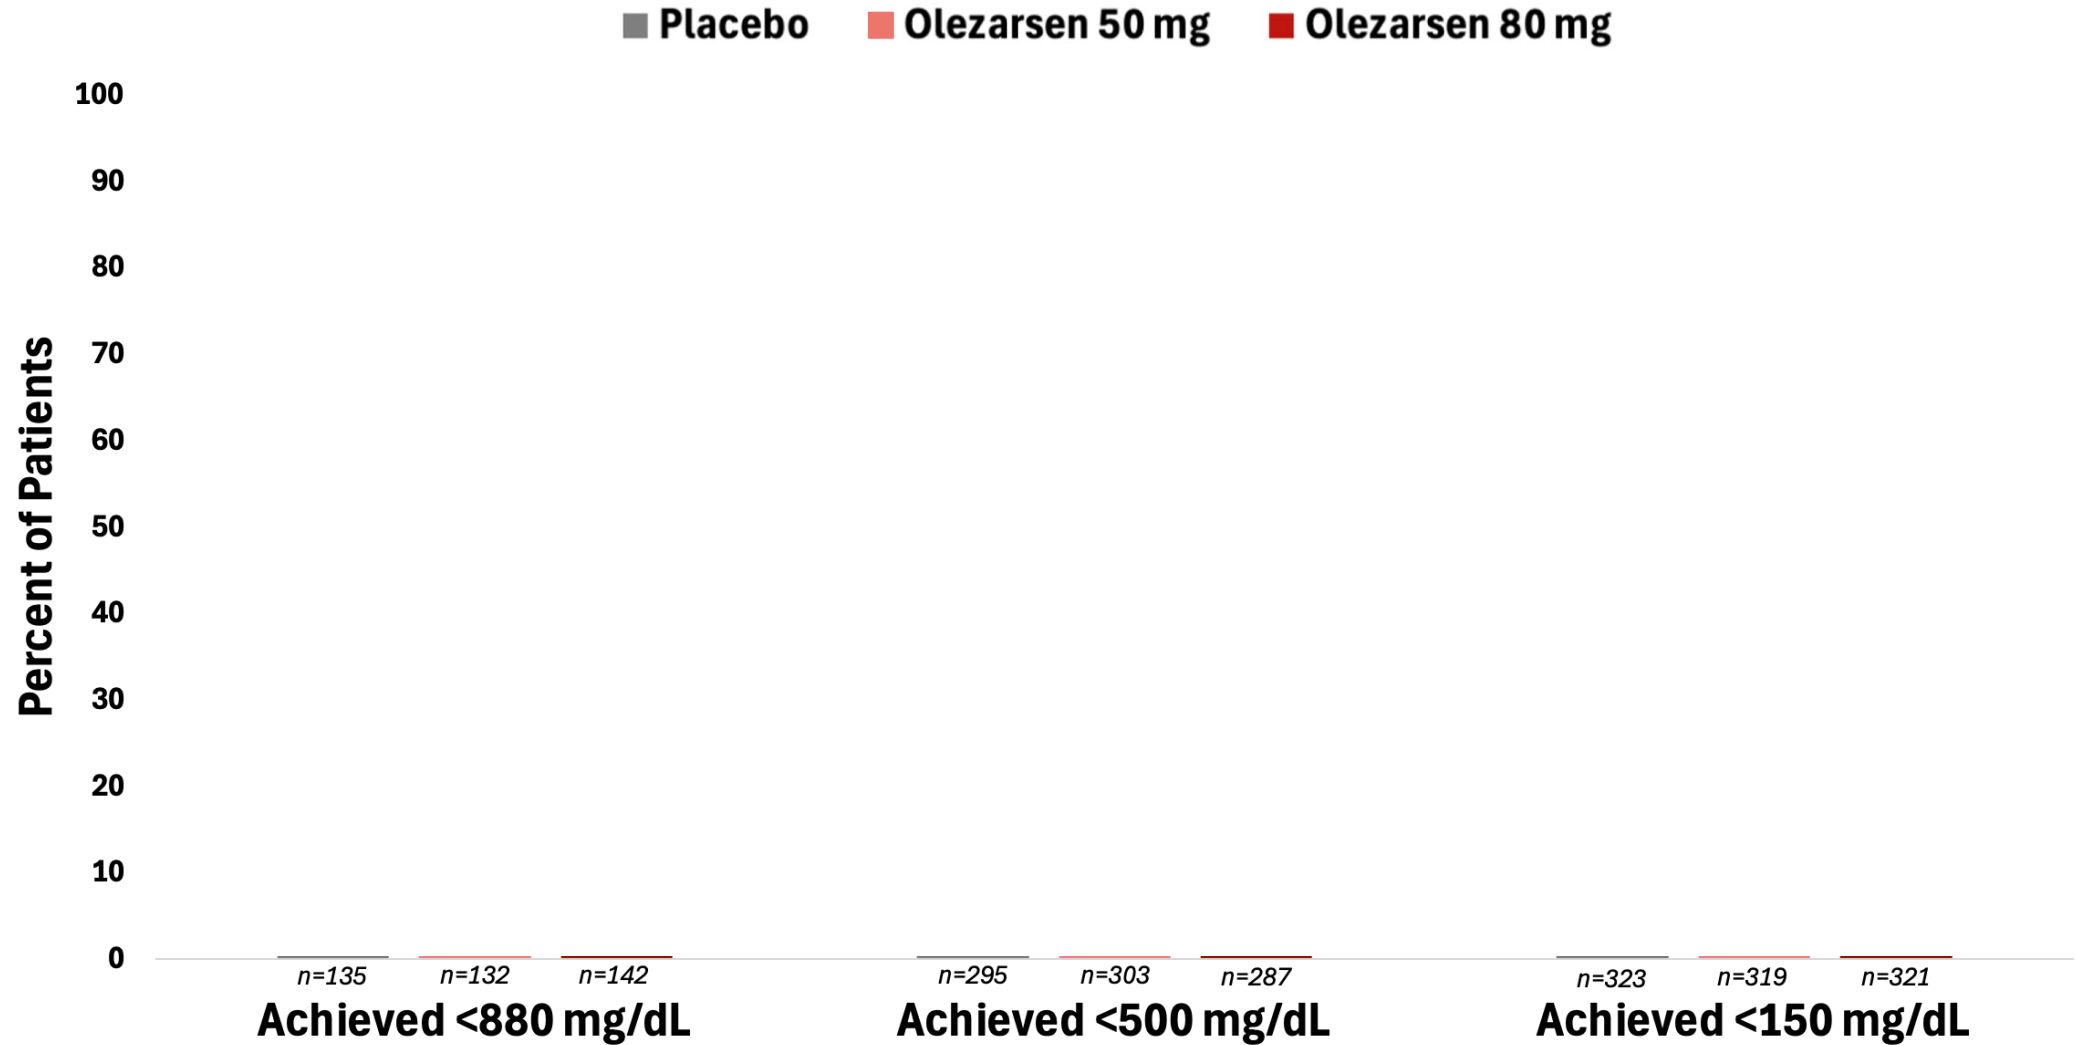 Placebo Olezarsen 50 mg Olezarsen 80 mg
Percent of Patients
100
90
80
70
60
50
40
30
20
10
0
n=135 n=132 n=142 n=295 n=303 n=287 n=323 n=319 n=321
Achieved <880 mg/dL Achieved <500 mg/dL Achieved <150 mg/dL